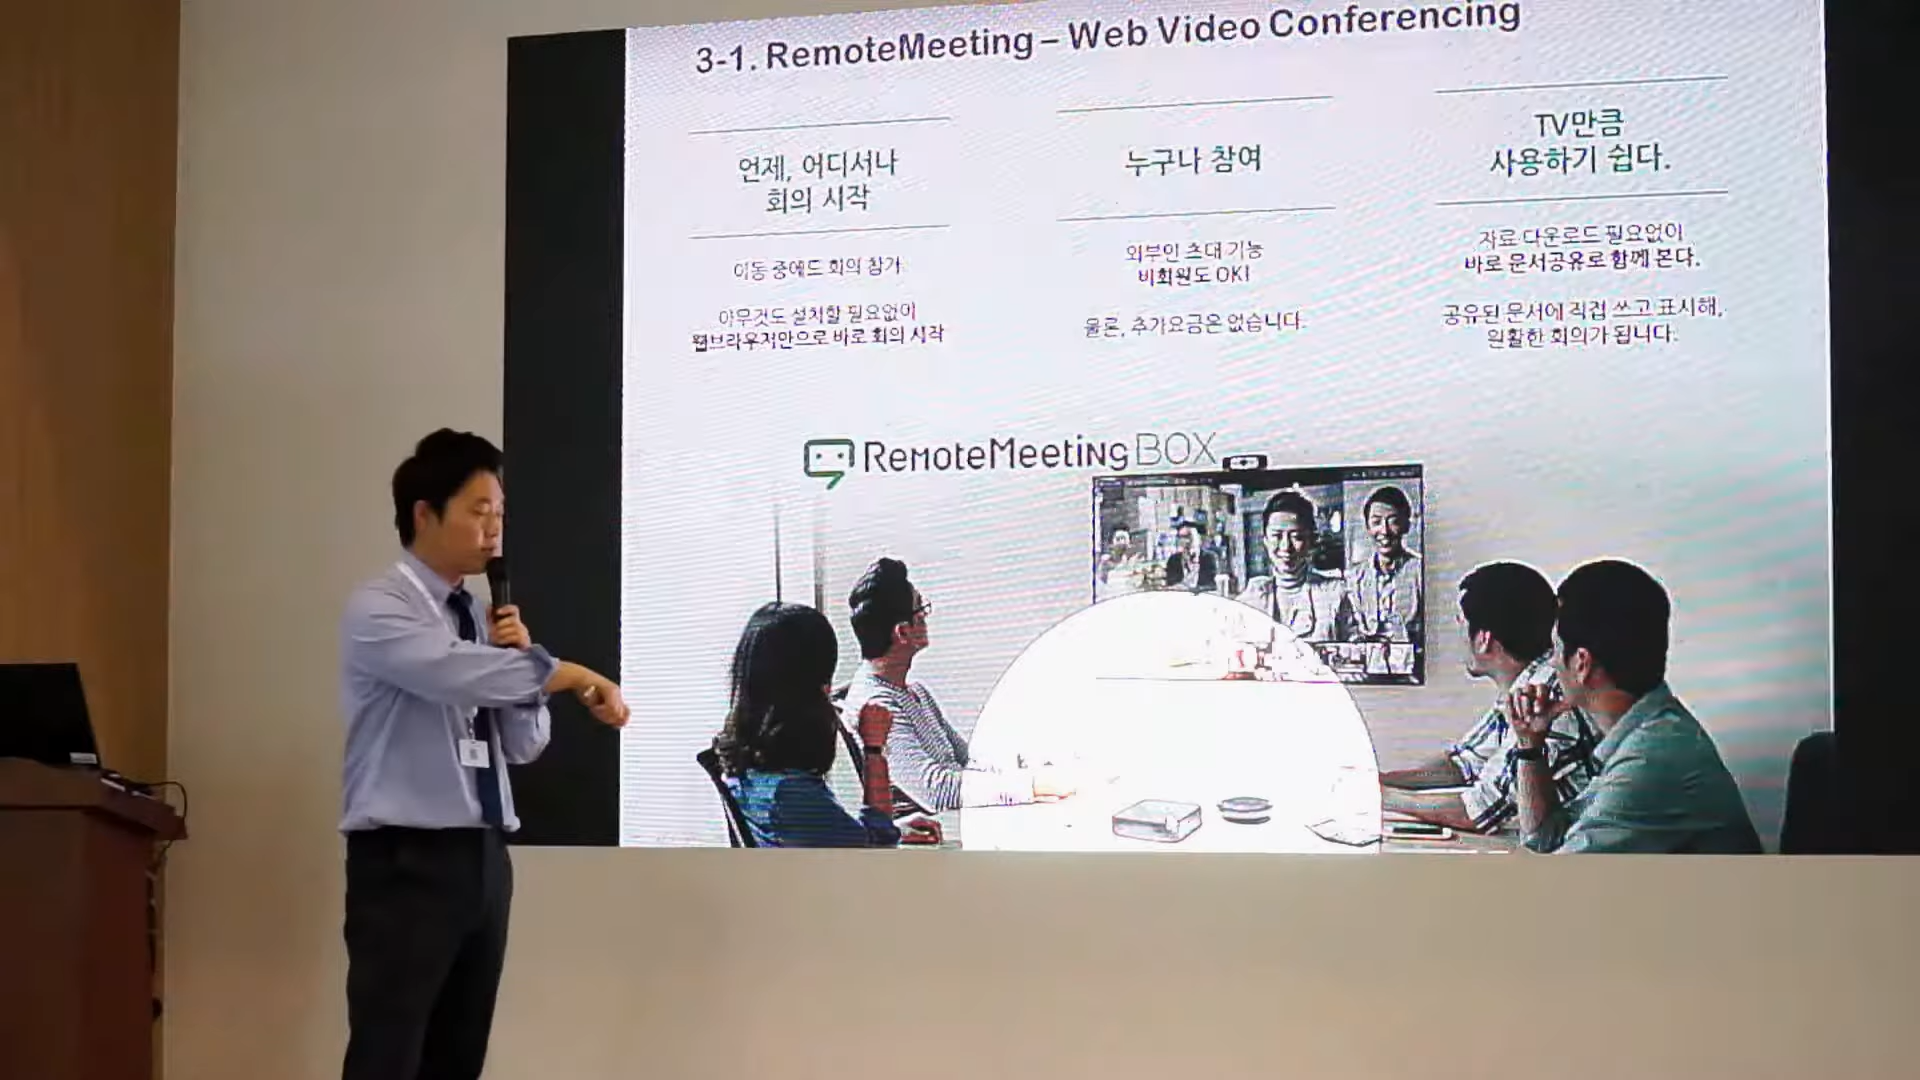 3-1. RemoteMeeting – Web Video Conferencing
언제, 어디서나
회의 시작
이동 중에도 회의 참가
아무것도 설치할 필요없이
웹브라우저만으로 바로 회의 시작
누구나 참여
외부인 초대 기능
비회원도 OK!
물론, 추가요금은 없습니다.
TV만큼
사용하기 쉽다.
자료 다운로드 필요없이
바로 문서공유로 함께 본다.
공유된 문서에 직접 쓰고 표시해,
원활한 회의가 됩니다.
RemoteMeeting BOX